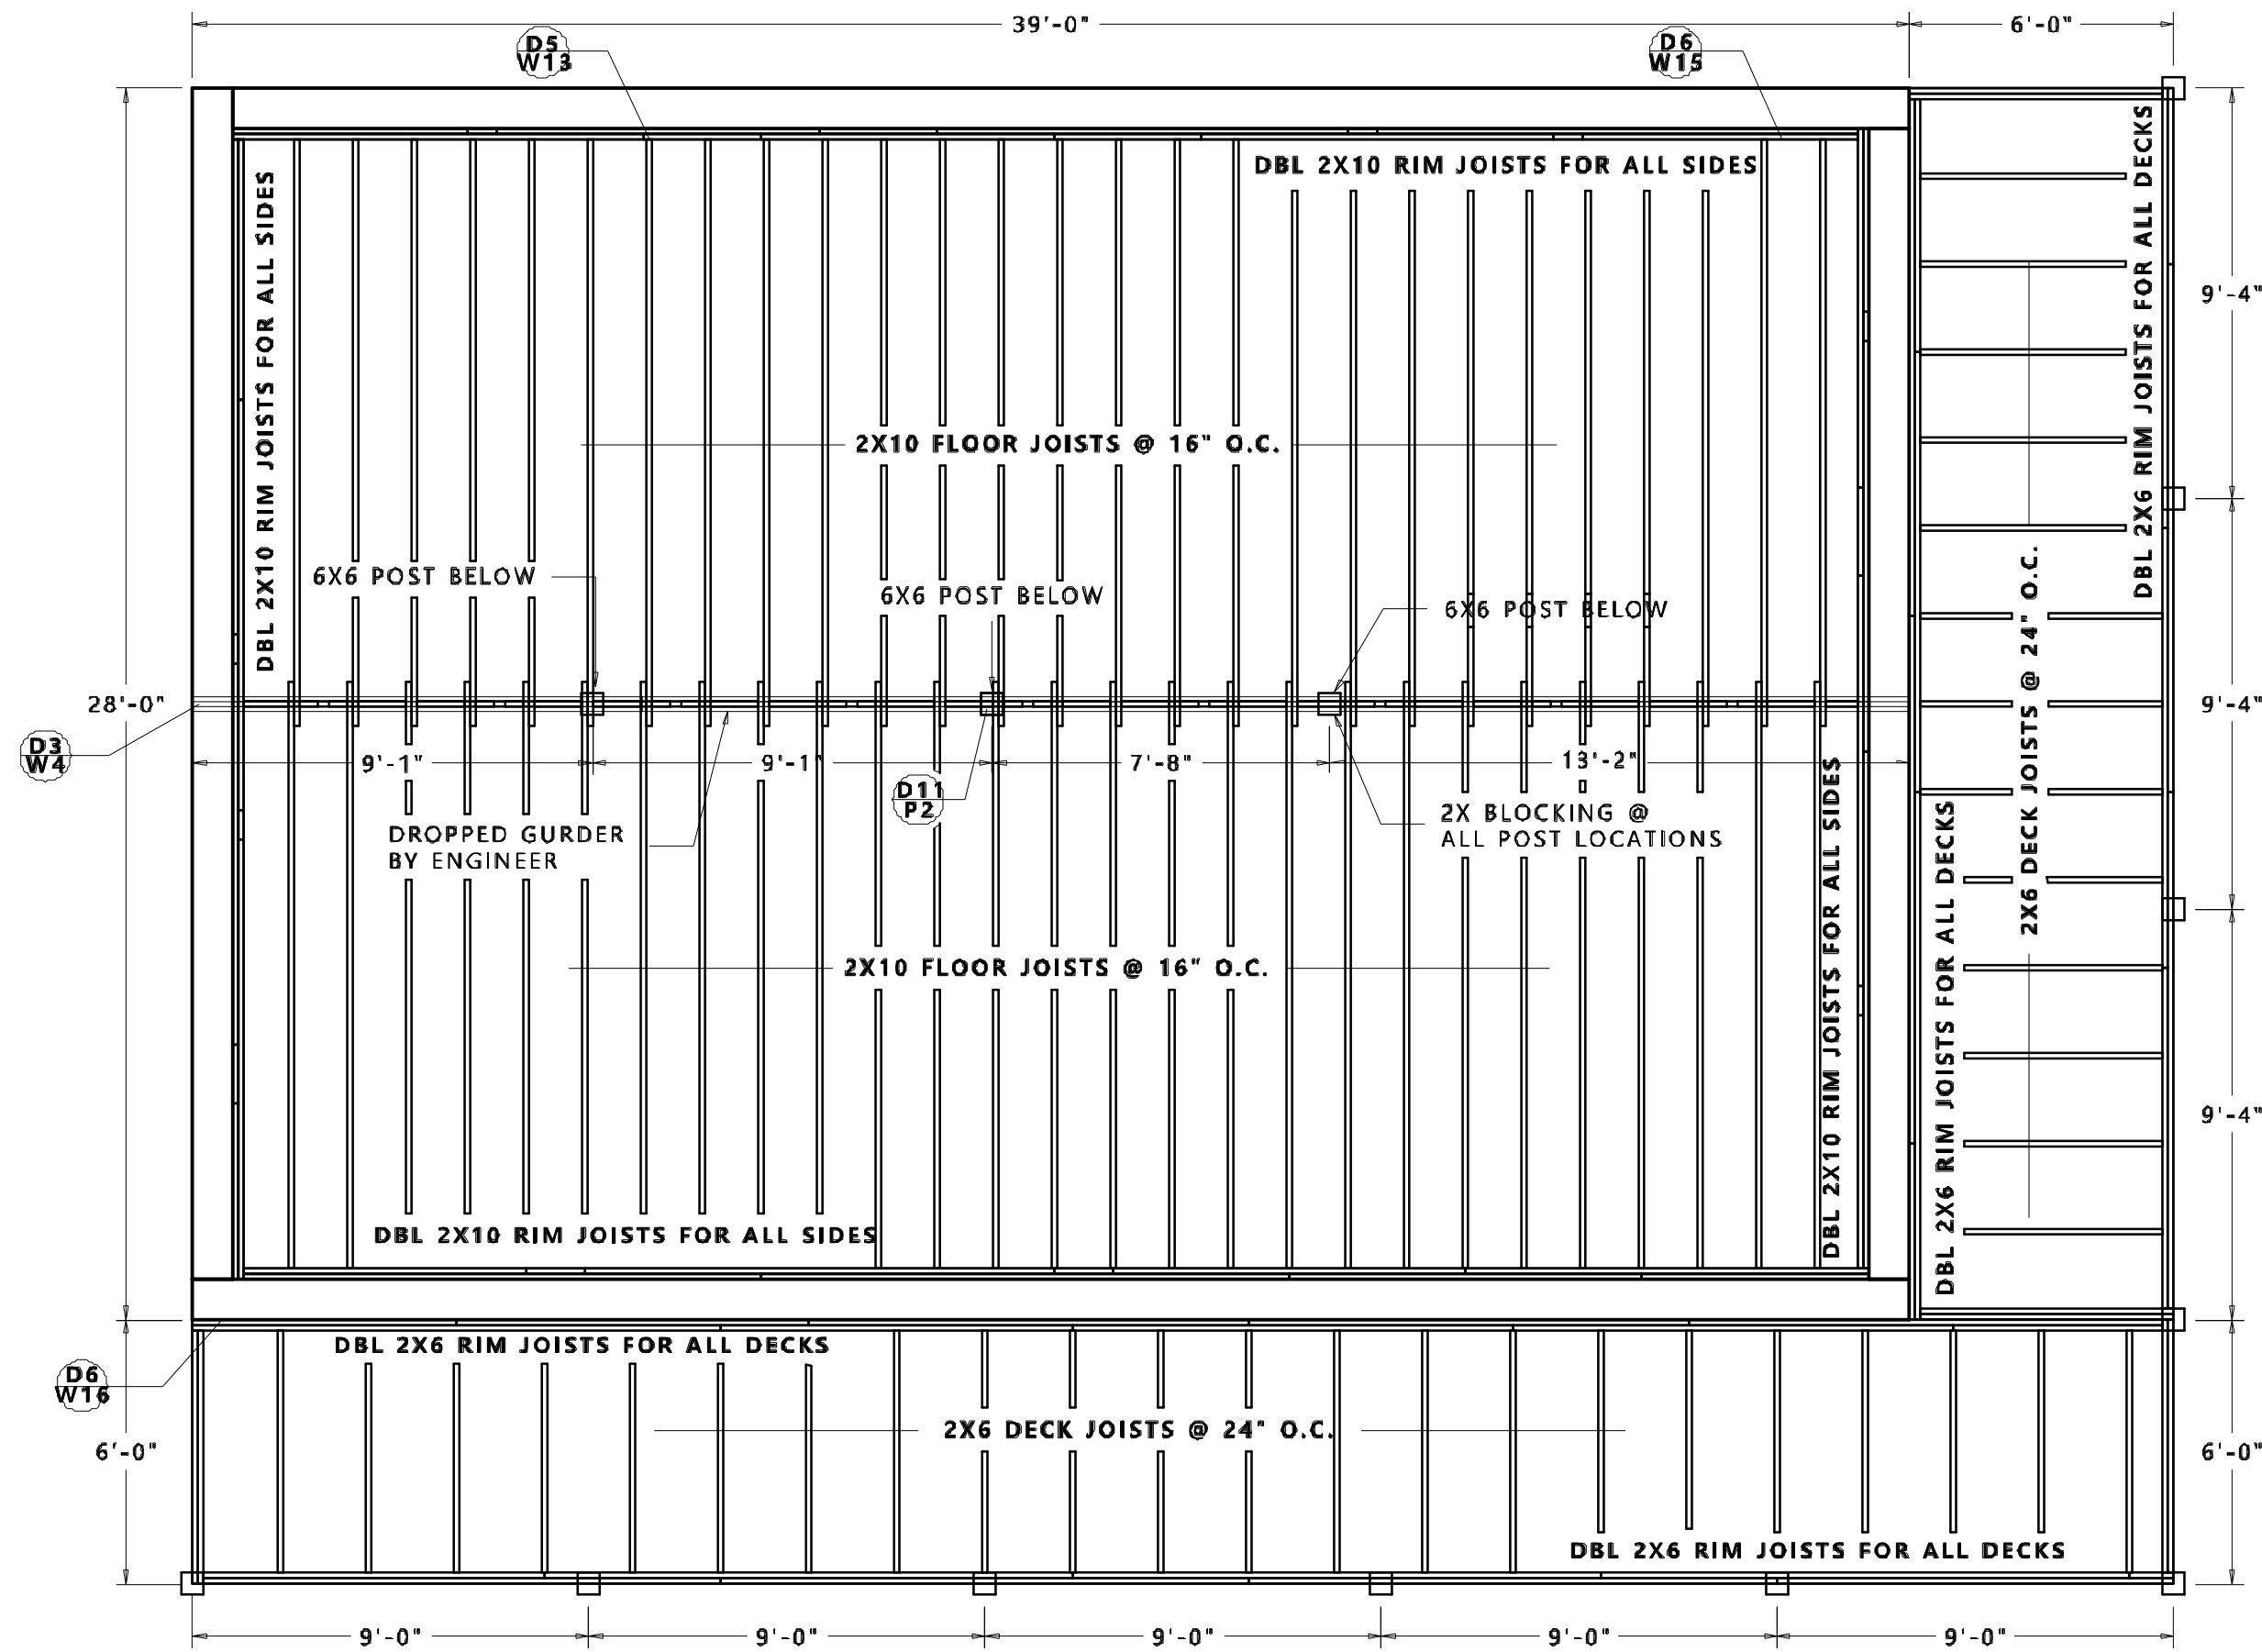 39'-0"
6'-0"
D5
W13
D6
W15
DBL 2X10 RIM JOISTS FOR ALL SIDES
DBL 2X10 RIM JOISTS FOR ALL SIDES
DBL 2X6 RIM JOISTS FOR ALL DECKS
9'-4"
2X10 FLOOR JOISTS @ 16" O.C.
6X6 POST BELOW
6X6 POST BELOW
6X6 POST BELOW
2X6 DECK JOISTS @ 24" O.C.
28'-0"
9'-4"
D3
W4
9'-1"
9'-1"
7'-8"
13'-2"
D11
P2
DROPPED GURDER
BY ENGINEER
2X BLOCKING @
ALL POST LOCATIONS
DBL 2X10 RIM JOISTS FOR ALL SIDES
DBL 2X6 RIM JOISTS FOR ALL DECKS
2X10 FLOOR JOISTS @ 16" O.C.
9'-4"
DBL 2X10 RIM JOISTS FOR ALL SIDES
DBL 2X6 RIM JOISTS FOR ALL DECKS
D6
W16
2X6 DECK JOISTS @ 24" O.C.
6'-0"
6'-0"
DBL 2X6 RIM JOISTS FOR ALL DECKS
9'-0"
9'-0"
9'-0"
9'-0"
9'-0"